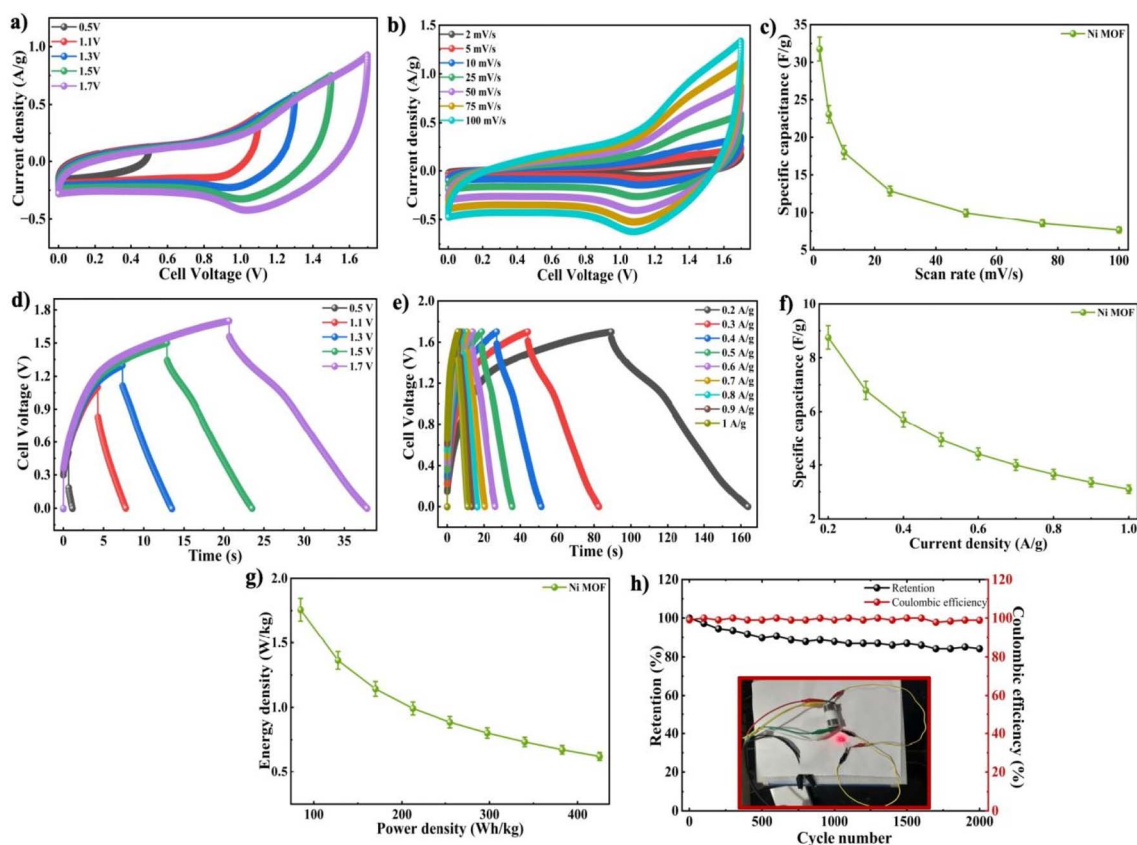 a)
0.5V
1.1V
1.3V
1.5V
1.7V
Current density (A/g)
1.0
0.5
0.0
−0.5
0.0 0.2 0.4 0.6 0.8 1.0 1.2 1.4 1.6
Cell Voltage (V)
b)
2 mV/s
5 mV/s
10 mV/s
25 mV/s
50 mV/s
75 mV/s
100 mV/s
Current density (A/g)
1.5
1.0
0.5
0.0
−0.5
0.0 0.2 0.4 0.6 0.8 1.0 1.2 1.4 1.6
Cell Voltage (V)
c)
Ni MOF
Specific capacitance (F/g)
35
30
25
20
15
10
5
0 20 40 60 80 100
Scan rate (mV/s)
d)
0.5 V
1.1 V
1.3 V
1.5 V
1.7 V
Cell Voltage (V)
1.8
1.5
1.2
0.9
0.6
0.3
0.0
0 5 10 15 20 25 30 35
Time (s)
e)
0.2 A/g
0.3 A/g
0.4 A/g
0.5 A/g
0.6 A/g
0.7 A/g
0.8 A/g
0.9 A/g
1 A/g
Cell Voltage (V)
2.0
1.6
1.2
0.8
0.4
0.0
0 20 40 60 80 100 120 140 160
Time (s)
f)
Ni MOF
Specific capacitance (F/g)
10
8
6
4
2
0.2 0.4 0.6 0.8 1.0
Current density (A/g)
g)
Ni MOF
Energy density (W/kg)
2.0
1.5
1.0
0.5
100 200 300 400
Power density (Wh/kg)
h)
Retention
Coulombic efficiency
Retention (%)
120
100
80
60
40
20
0
0 500 1000 1500 2000
Cycle number
120
100
80
60
40
20
0
Coulombic efficiency (%)